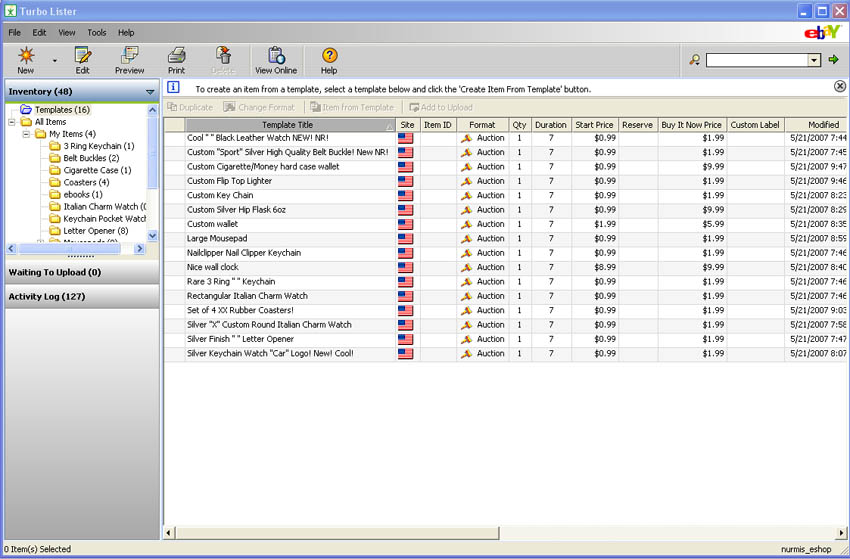 Turbo Lister
File Edit View Tools Help
ebY
New Edit Preview Print Delete View Online Help
Inventory (48)
To create an item from a template, select a template below and click the 'Create Item From Template' button.
Duplicate Change Format Item from Template Add to Upload
Templates (16)
All Items
My Items (4)
3 Ring Keychain (1)
Belt Buckles (2)
Cigarette Case (1)
Coasters (4)
ebooks (1)
Italian Charm Watch (0
Keychain Pocket Watch
Letter Opener (8)
Waiting To Upload (0)
Activity Log (127)
Template Title Site Item ID Format Qty Duration Start Price Reserve Buy It Now Price Custom Label Modified
Cool " " Black Leather Watch NEW! NR! Auction 1 7 $0.99 $1.99 5/21/2007 7:44
Custom "Sport" Silver High Quality Belt Buckle! New NR! Auction 1 7 $0.99 $1.99 5/21/2007 7:45
Custom Cigarette/Money hard case wallet Auction 1 7 $0.99 $9.99 5/21/2007 9:47
Custom Flip Top Lighter Auction 1 7 $0.99 $1.99 5/21/2007 9:46
Custom Key Chain Auction 1 7 $0.99 $1.99 5/21/2007 8:23
Custom Silver Hip Flask 6oz Auction 1 7 $0.99 $9.99 5/21/2007 8:29
Custom wallet Auction 1 7 $1.99 $5.99 5/21/2007 8:35
Large Mousepad Auction 1 7 $0.99 $1.99 5/21/2007 8:59
Nailclipper Nail Clipper Keychain Auction 1 7 $0.99 $1.99 5/21/2007 7:46
Nice wall clock Auction 1 7 $8.99 $9.99 5/21/2007 8:40
Rare 3 Ring " " Keychain Auction 1 7 $0.99 $1.99 5/21/2007 7:46
Rectangular Italian Charm Watch Auction 1 7 $0.99 $1.99 5/21/2007 7:46
Set of 4 XX Rubber Coasters! Auction 1 7 $0.99 $1.99 5/21/2007 9:03
Silver "X" Custom Round Italian Charm Watch Auction 1 7 $0.99 $1.99 5/21/2007 7:58
Silver Finish " " Letter Opener Auction 1 7 $0.99 $1.99 5/21/2007 7:47
Silver Keychain Watch "Car" Logo! New! Cool! Auction 1 7 $0.99 $1.99 5/21/2007 8:07
0 Item(s) Selected
nurmis_eshop